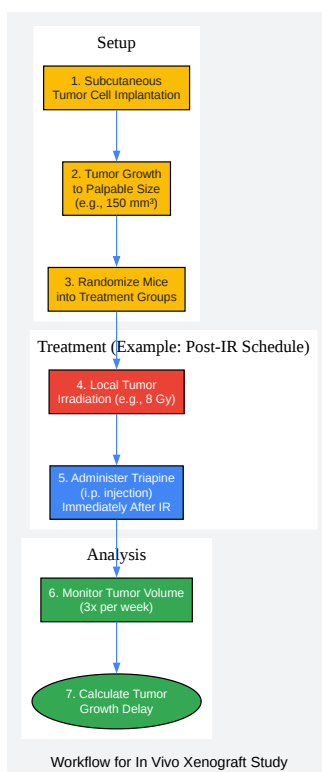 Setup
1. Subcutaneous
Tumor Cell Implantation
2. Tumor Growth
to Palpable Size
(e.g., 150 mm³)
3. Randomize Mice
into Treatment Groups
Treatment (Example: Post-IR Schedule)
4. Local Tumor
Irradiation (e.g., 8 Gy)
5. Administer Triapine
(i.p. injection)
Immediately After IR
Analysis
6. Monitor Tumor Volume
(3x per week)
7. Calculate Tumor
Growth Delay
Workflow for In Vivo Xenograft Study